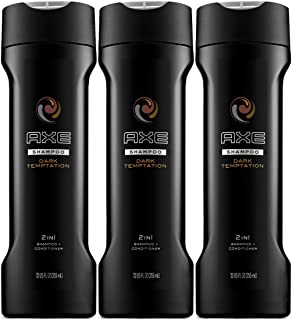 AXE
SHAMPOO
DARK
TEMPTATION
2IN1
SHAMPOO +
CONDITIONER
AXE
SHAMPOO
DARK
TEMPTATION
2IN1
SHAMPOO +
CONDITIONER
AXE
SHAMPOO
DARK
TEMPTATION
2IN1
SHAMPOO +
CONDITIONER